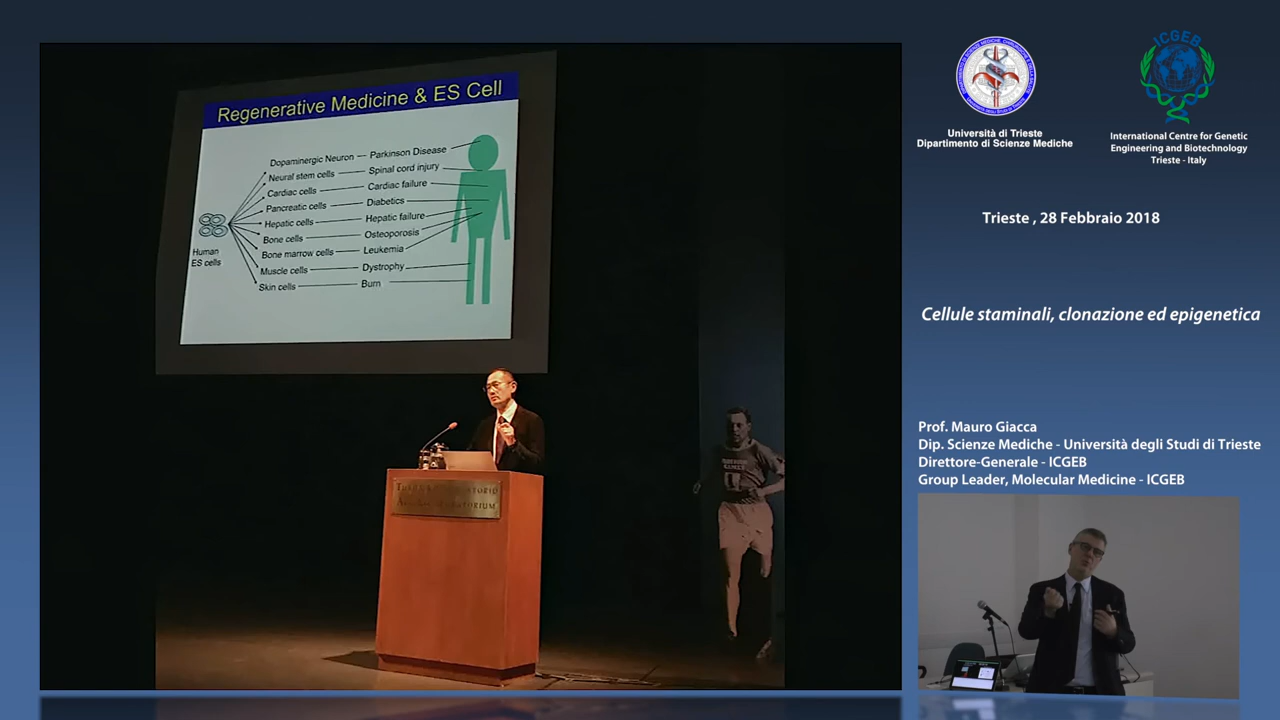 Regenerative Medicine & ES Cell
Dopaminergic Neuron Parkinson Disease
Neural stem cells Spinal cord injury
Cardiac cells Cardiac failure
Pancreatic cells Diabetics
Hepatic cells Hepatic failure
Bone cells Osteoporosis
Bone marrow cells Leukemia
Muscle cells Dystrophy
Skin cells Burn
Human
ES cells
ICGEB
Università di Trieste
Dipartimento di Scienze Mediche
International Centre for Genetic
Engineering and Biotechnology
Trieste - Italy
Trieste , 28 Febbraio 2018
Cellule staminali, clonazione ed epigenetica
Prof. Mauro Giacca
Dip. Scienze Mediche - Università degli Studi di Trieste
Direttore-Generale - ICGEB
Group Leader, Molecular Medicine - ICGEB